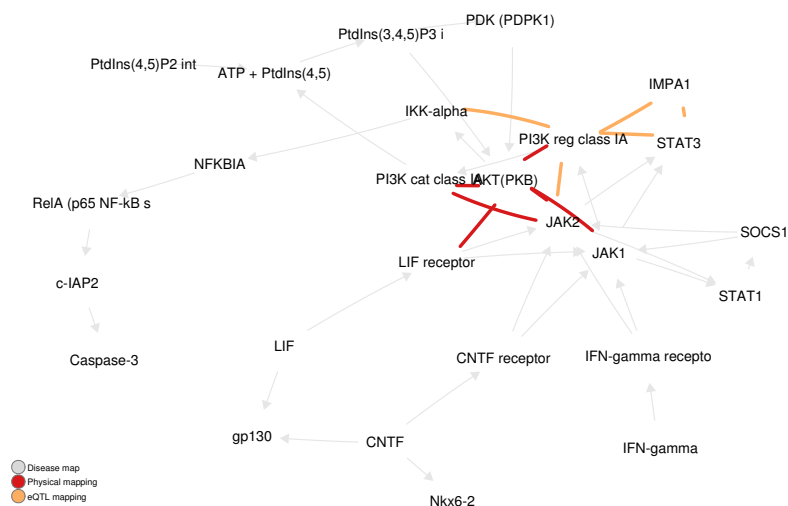 PDK (PDPK1)
PtdIns(3,4,5)P3 i
PtdIns(4,5)P2 int
ATP + PtdIns(4,5)
IMPA1
IKK-alpha
PI3K reg class IA
STAT3
NFKBIA
PI3K cat class IA
AKT(PKB)
RelA (p65 NF-kB s
JAK2
SOCS1
JAK1
LIF receptor
c-IAP2
STAT1
LIF
CNTF receptor
IFN-gamma recepto
Caspase-3
gp130
CNTF
IFN-gamma
Nkx6-2
Disease map
Physical mapping
eQTL mapping